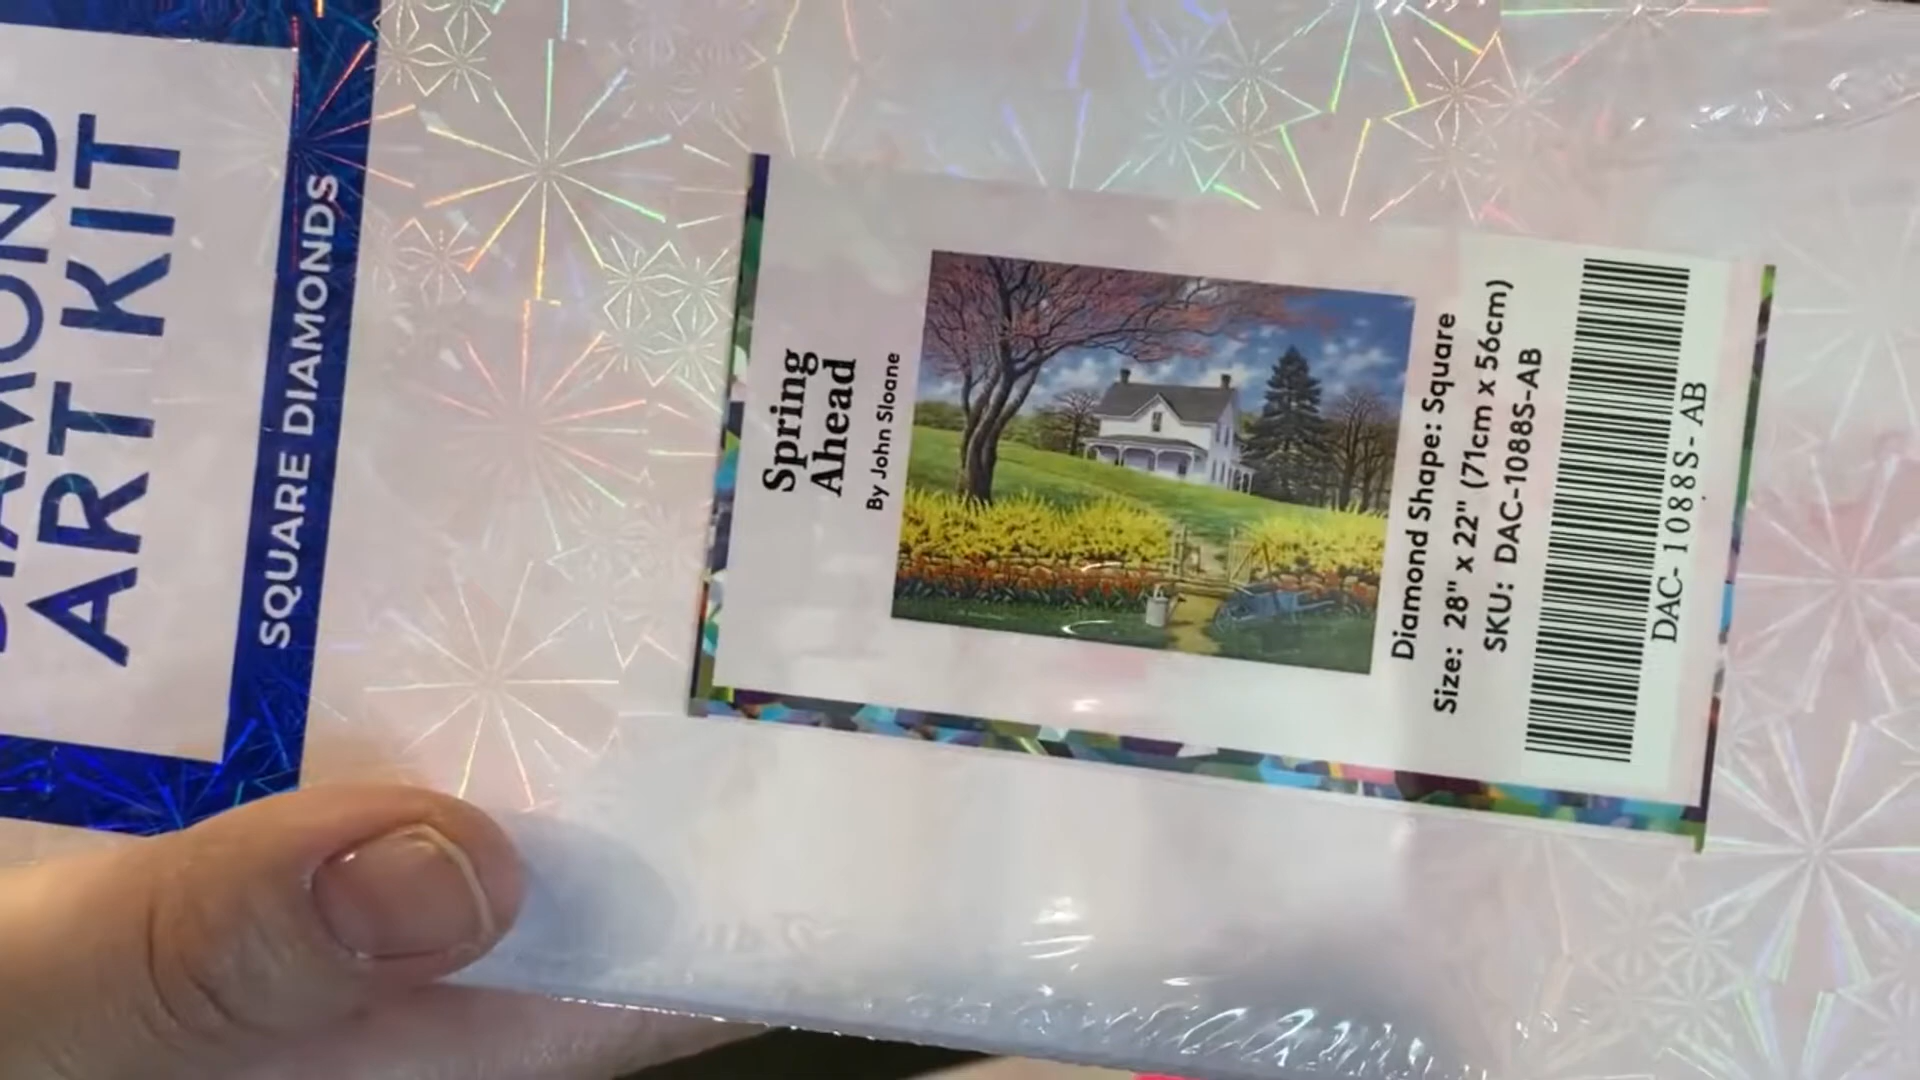 DIAMOND
ART KIT
SQUARE DIAMONDS
Spring
Ahead
By John Sloane
Diamond Shape: Square
Size: 28" x 22" (71cm x 56cm)
SKU: DAC-1088S-AB
DAC-1088S-AB